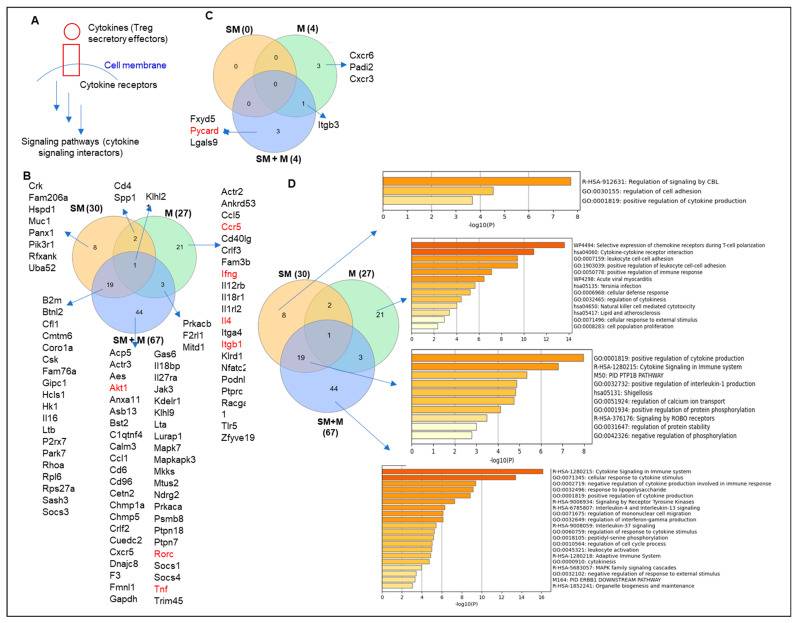 A
Cytokines (Treg
secretory effectors)
Cell membrane
Cytokine receptors
Signaling pathways (cytokine
signaling interactors)
C
SM (0)
M (4)
0
0
3
0
0
1
3
Cxcr6
Padi2
Cxcr3
Itgb3
Fxyd5
Pycard
Lgals9
SM + M (4)
B
Crk
Fam206a
Hspd1
Muc1
Panx1
Pik3r1
Rfxank
Uba52
Cd4
Spp1
Klhl2
1
SM (30)
M (27)
8
2
21
1
19
3
44
SM + M (67)
B2m
Btnl2
Cfl1
Cmtm6
Coro1a
Csk
Fam76a
Gipc1
Hcls1
Hk1
Il16
Ltb
P2rx7
Park7
Rhoa
Rpl6
Rps27a
Sash3
Socs3
Acp5
Actr3
Aes
Akt1
Anxa11
Asb13
Bst2
C1qtnf4
Calm3
Ccl1
Cd6
Cd96
Cetn2
Chmp1a
Chmp5
Crlf2
Cuedc2
Cxcr5
Dnajc8
F3
Fmnl1
Gapdh
Gas6
Il18bp
Il27ra
Jak3
Kdelr1
Klhl9
Lta
Lurap1
Mapk7
Mapkapk3
Mkks
Mtus2
Ndrg2
Prkaca
Psmb8
Ptpn18
Ptpn7
Rorc
Socs1
Socs4
Tnf
Trim45
Prkacb
F2rl1
Mitd1
Actr2
Ankrd53
Ccl5
Ccr5
Cd40lg
Crlf3
Fam3b
Ifng
Il12rb
Il18r1
Il1rl2
Il4
Itga4
Itgb1
Klrd1
Nfatc2
Podnl
Ptprc
Racga
1
Tlr5
Zfyve19
D
SM (30)
M (27)
8
2
21
1
19
3
44
SM+M
(67)
R-HSA-912631: Regulation of signaling by CBL
GO:0030155: regulation of cell adhesion
GO:0001819: positive regulation of cytokine production
0 1 2 3 4 5 6 7 8
-log10(P)
WP4494: Selective expression of chemokine receptors during T-cell polarization
hsa04060: Cytokine-cytokine receptor interaction
GO:0007159: leukocyte cell-cell adhesion
GO:1903039: positive regulation of leukocyte cell-cell adhesion
GO:0050778: positive regulation of immune response
WP4298: Acute viral myocarditis
hsa05135: Yersinia infection
GO:0006968: cellular defense response
GO:0032465: regulation of cytokinesis
hsa04650: Natural killer cell mediated cytotoxicity
hsa05417: Lipid and atherosclerosis
GO:0071496: cellular response to external stimulus
GO:0008283: cell population proliferation
0 2 4 6 8 10 12 14
-log10(P)
GO:0001819: positive regulation of cytokine production
R-HSA-1280215: Cytokine Signaling in Immune system
M50: PID PTP1B PATHWAY
GO:0032732: positive regulation of interleukin-1 production
hsa05131: Shigellosis
GO:0051924: regulation of calcium ion transport
GO:0001934: positive regulation of protein phosphorylation
R-HSA-376176: Signaling by ROBO receptors
GO:0031647: regulation of protein stability
GO:0042326: negative regulation of phosphorylation
0 1 2 3 4 5 6 7 8
-log10(P)
R-HSA-1280215: Cytokine Signaling in Immune system
GO:0071345: cellular response to cytokine stimulus
GO:0002719: negative regulation of cytokine production involved in immune response
GO:0032496: response to lipopolysaccharide
GO:0001819: positive regulation of cytokine production
R-HSA-9006934: Signaling by Receptor Tyrosine Kinases
R-HSA-6785807: Interleukin-4 and Interleukin-13 signaling
GO:0071675: regulation of mononuclear cell migration
GO:0032649: regulation of interferon-gamma production
R-HSA-9008059: Interleukin-37 signaling
GO:0060759: regulation of response to cytokine stimulus
GO:0018105: peptidyl-serine phosphorylation
GO:0010564: regulation of cell cycle process
GO:0045321: leukocyte activation
R-HSA-1280218: Adaptive Immune System
GO:0000910: cytokinesis
R-HSA-5683057: MAPK family signaling cascades
GO:0032102: negative regulation of response to external stimulus
M164: PID ERBB1 DOWNSTREAM PATHWAY
R-HSA-1852241: Organelle biogenesis and maintenance
0 2 4 6 8 10 12 14 16
-log10(P)